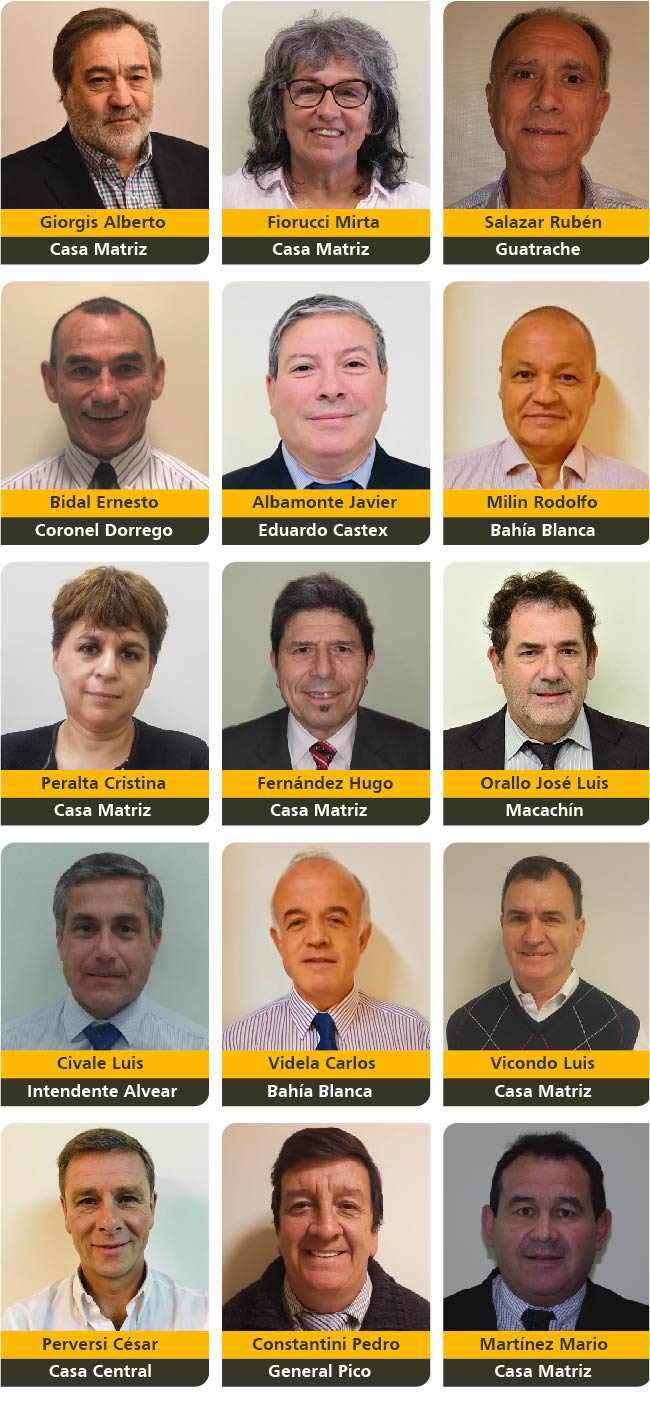 Giorgis Alberto
Casa Matriz
Fiorucci Mirta
Casa Matriz
Salazar Rubén
Guatrache
Bidal Ernesto
Coronel Dorrego
Albamonte Javier
Eduardo Castex
Milin Rodolfo
Bahía Blanca
Peralta Cristina
Casa Matriz
Fernández Hugo
Casa Matriz
Orallo José Luis
Macachín
Civale Luis
Intendente Alvear
Videla Carlos
Bahía Blanca
Vicondo Luis
Casa Matriz
Perversi César
Casa Central
Constantini Pedro
General Pico
Martínez Mario
Casa Matriz